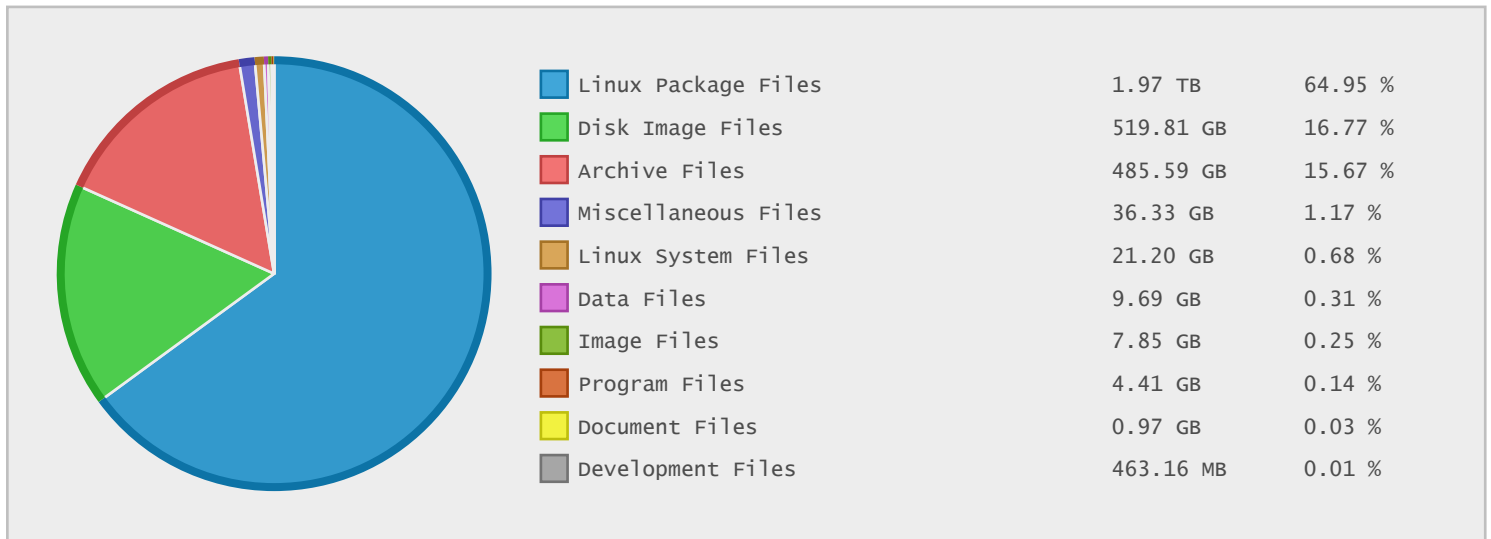 Linux Package Files 1.97 TB 64.95 %
Disk Image Files 519.81 GB 16.77 %
Archive Files 485.59 GB 15.67 %
Miscellaneous Files 36.33 GB 1.17 %
Linux System Files 21.20 GB 0.68 %
Data Files 9.69 GB 0.31 %
Image Files 7.85 GB 0.25 %
Program Files 4.41 GB 0.14 %
Document Files 0.97 GB 0.03 %
Development Files 463.16 MB 0.01 %